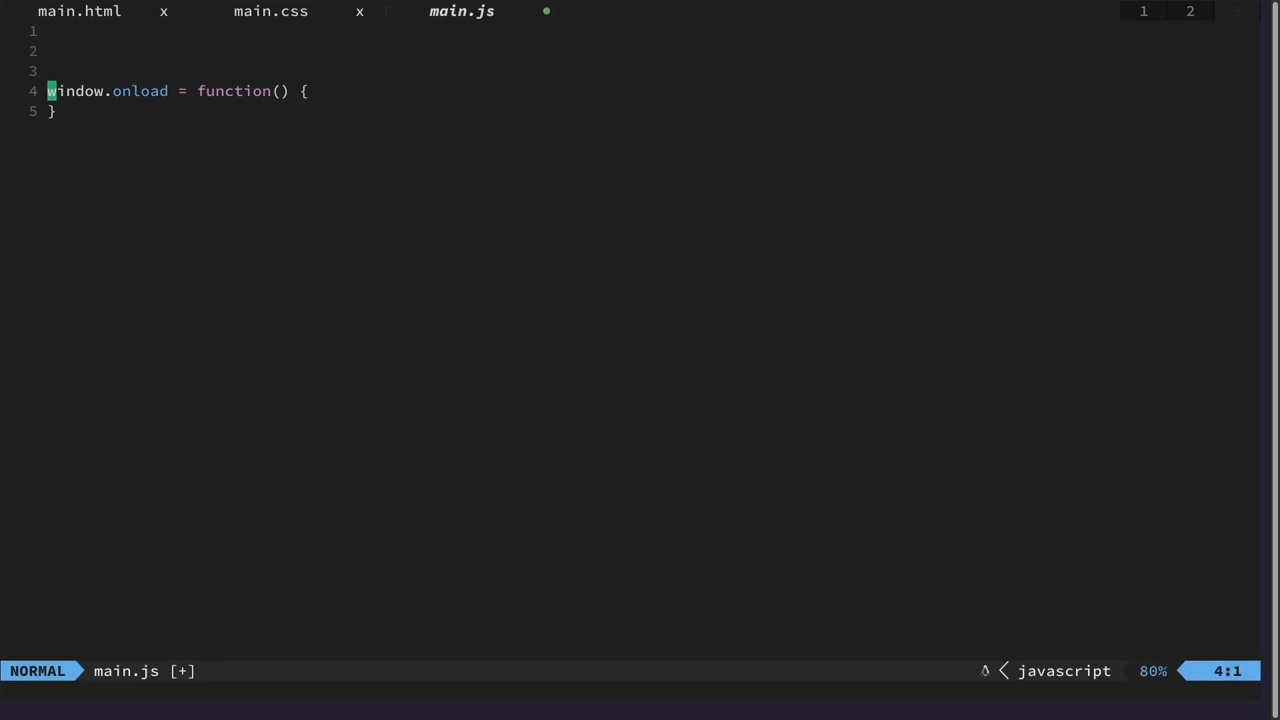 main.html x main.css x main.js 1 2
1
2
3
4 window.onload = function() {
5 }
NORMAL main.js [+] javascript 80% 4:1